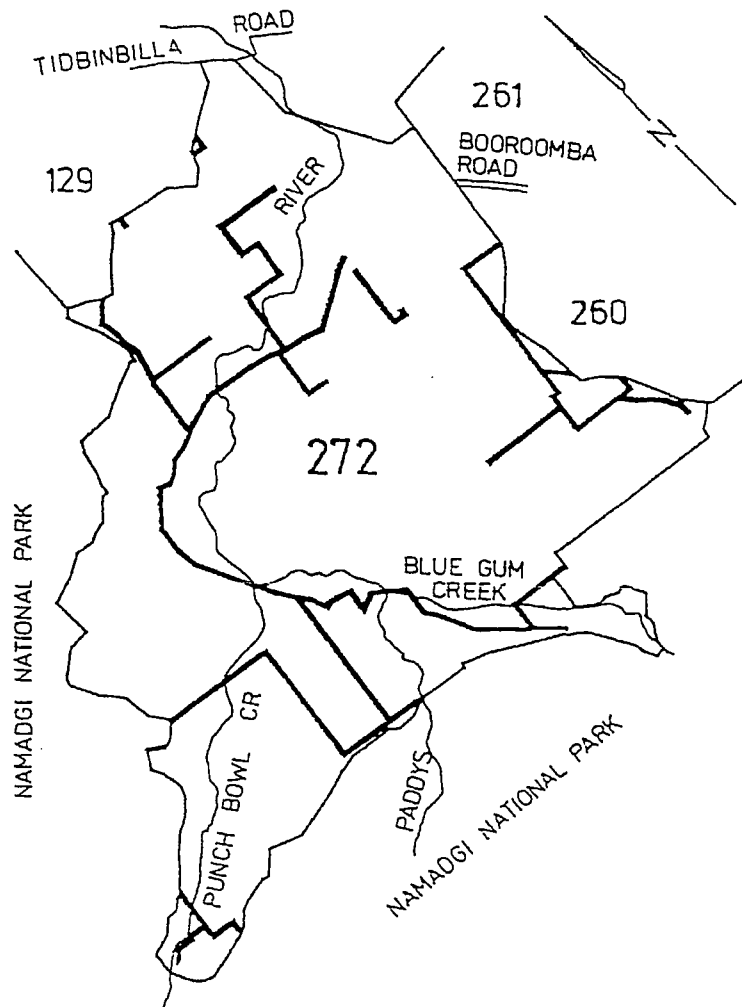 ROAD
TIDBINBILLA
261
N
BOOROOMBA
ROAD
129
RIVER
260
272
NAMADGI NATIONAL PARK
BLUE GUM
CREEK
PUNCH BOWL CR
PADDYS
NAMADGI NATIONAL PARK